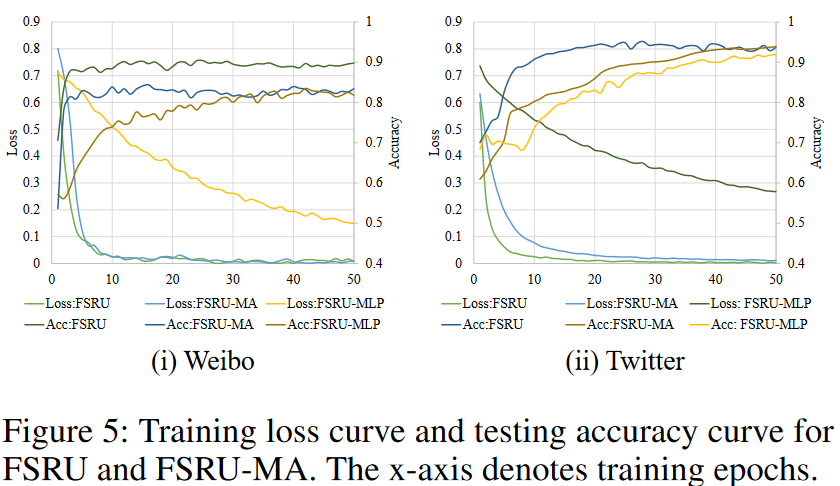 0.9
0.8
0.7
0.6
0.5
0.4
0.3
0.2
0.1
0
Loss
1
0.9
0.8
0.7
0.6
0.5
0.4
Accuracy
0 10 20 30 40 50
Loss:FSRU Loss:FSRU-MA Loss:FSRU-MLP
Acc:FSRU Acc:FSRU-MA Acc:FSRU-MLP
(i) Weibo
0.9
0.8
0.7
0.6
0.5
0.4
0.3
0.2
0.1
0
Loss
1
0.9
0.8
0.7
0.6
0.5
0.4
Accuracy
0 10 20 30 40 50
Loss:FSRU Loss:FSRU-MA Loss: FSRU-MLP
Acc:FSRU Acc:FSRU-MA Acc: FSRU-MLP
(ii) Twitter
Figure 5: Training loss curve and testing accuracy curve for
FSRU and FSRU-MA. The x-axis denotes training epochs.